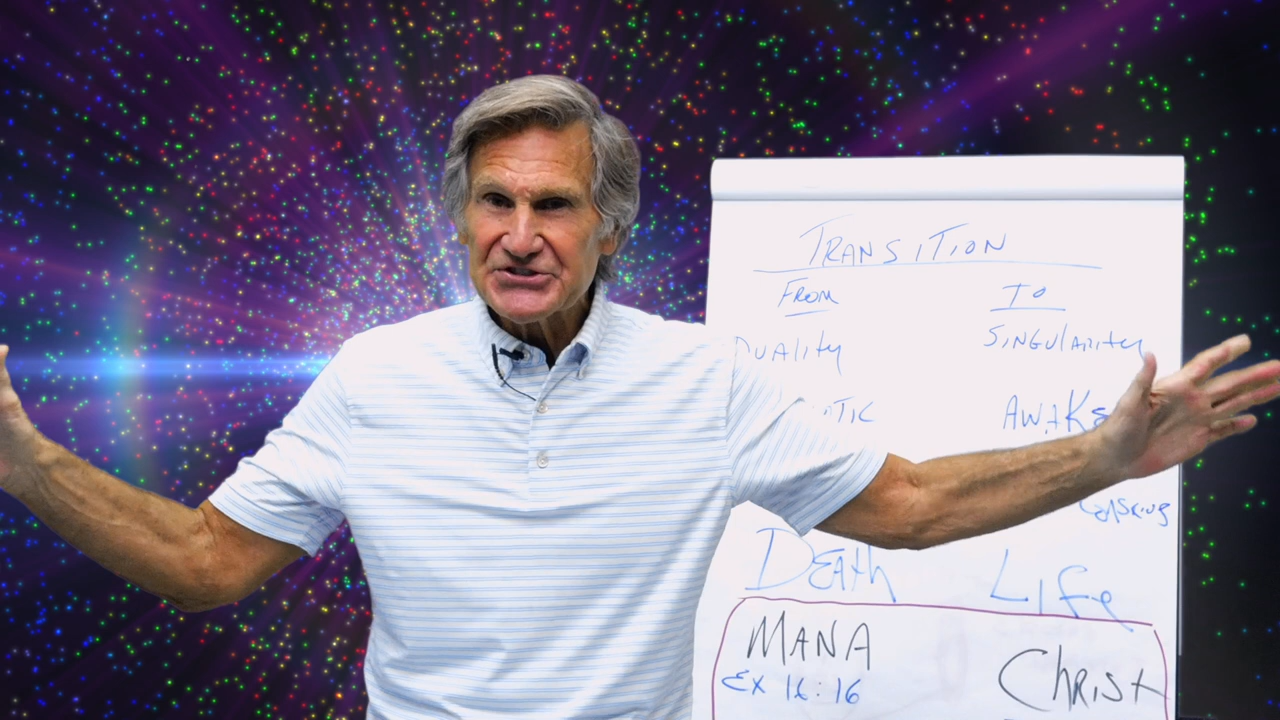 TRANSITION
FROM TO
DUALITY SINGULARITY
DEATH LIFE
MANA CHRIST
EX 16:16